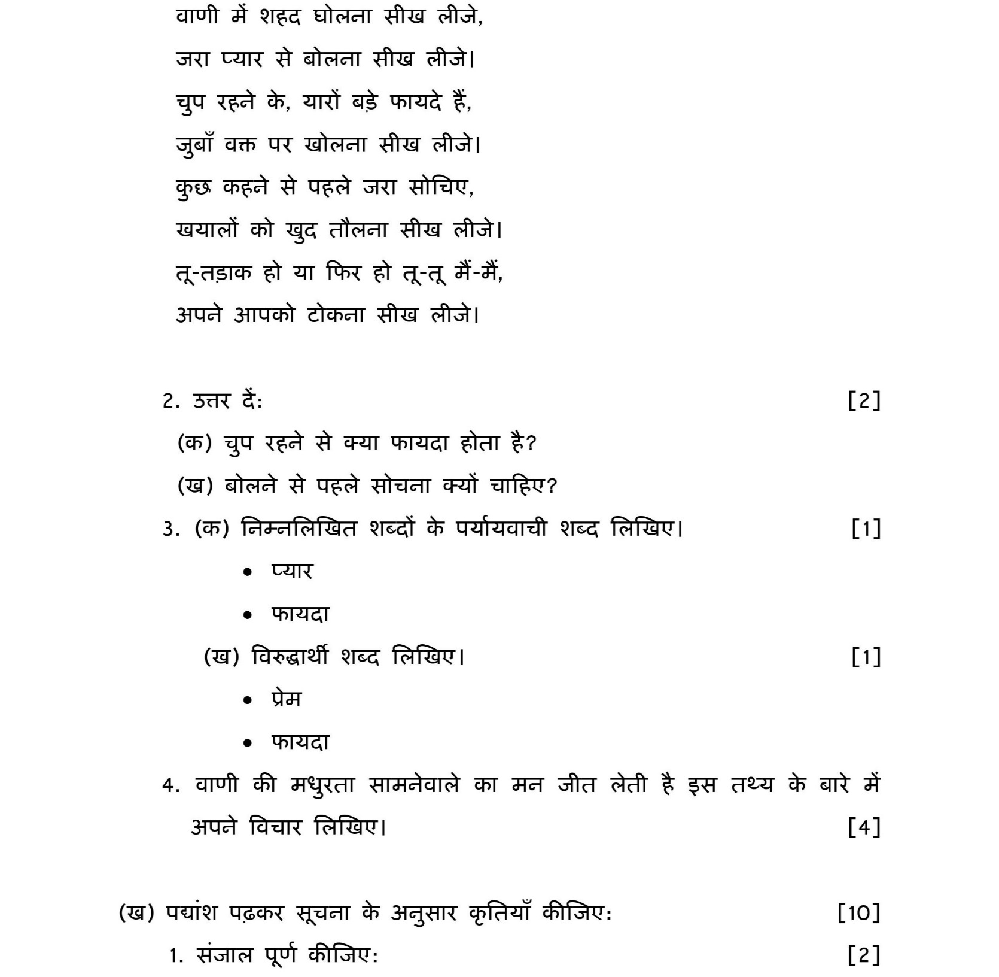 वाणी में शहद घोलना सीख लीजे,
जरा प्यार से बोलना सीख लीजे।
चुप रहने के, यारों बड़े फायदे हैं,
जुबाँ वक्त पर खोलना सीख लीजे।
कुछ कहने से पहले जरा सोचिए,
खयालों को खुद तौलना सीख लीजे।
तू-तड़ाक हो या फिर हो तू-तू मैं-मैं,
अपने आपको टोकना सीख लीजे।
2. उत्तर दें: [2]
(क) चुप रहने से क्या फायदा होता है?
(ख) बोलने से पहले सोचना क्यों चाहिए?
3. (क) निम्नलिखित शब्दों के पर्यायवाची शब्द लिखिए। [1]
• प्यार
• फायदा
(ख) विरुद्धार्थी शब्द लिखिए। [1]
• प्रेम
• फायदा
4. वाणी की मधुरता सामनेवाले का मन जीत लेती है इस तथ्य के बारे में
अपने विचार लिखिए। [4]
(ख) पद्यांश पढ़कर सूचना के अनुसार कृतियाँ कीजिए: [10]
1. संजाल पूर्ण कीजिए: [2]